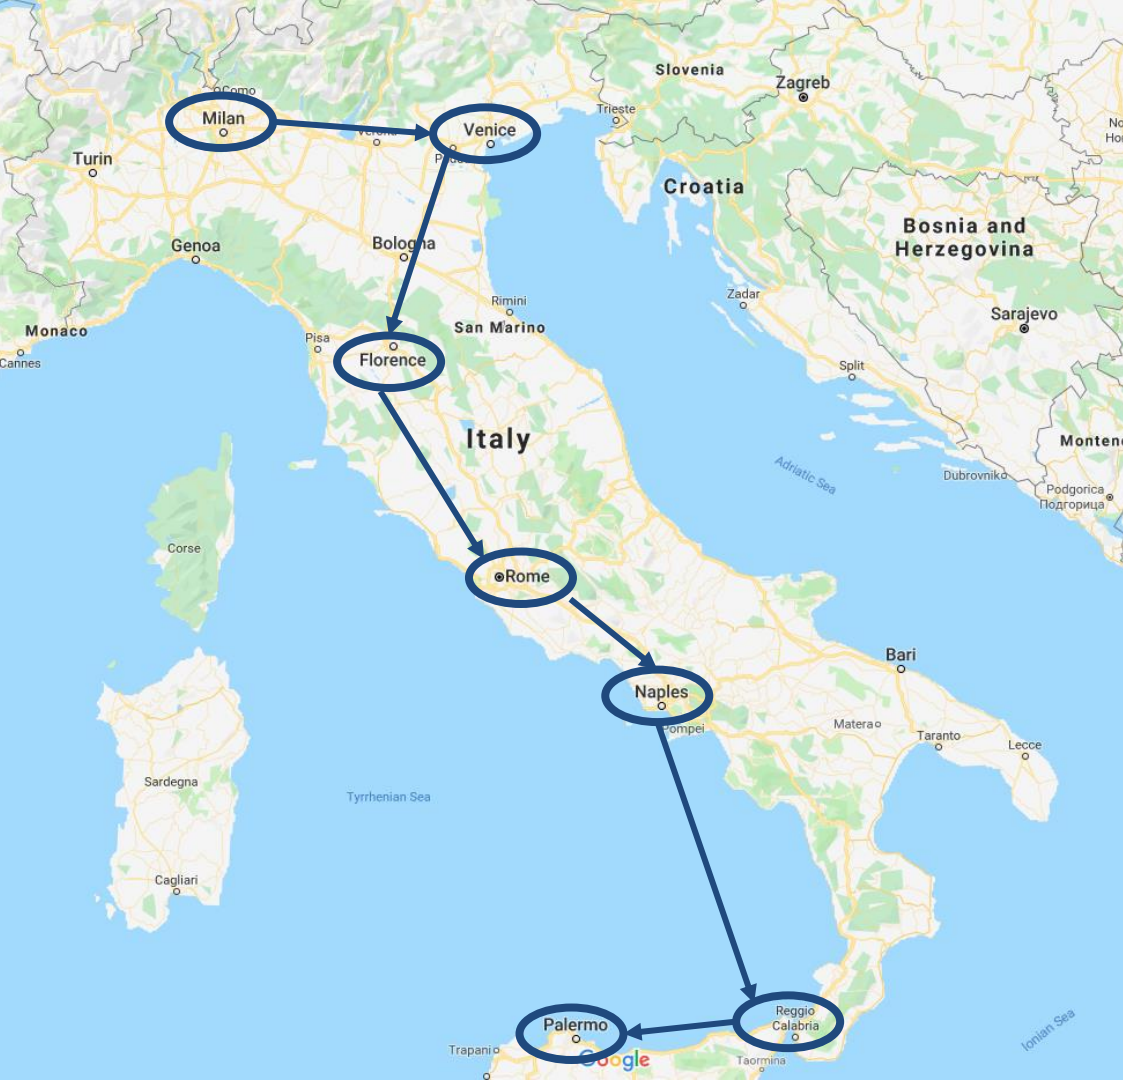 Slovenia
Zagreb
Como
Trieste
Milan
Venice
Verona
Turin
Croatia
Bosnia and
Herzegovina
Genoa
Bologna
Zadar
Rimini
Sarajevo
San Marino
Monaco
Pisa
Cannes
Florence
Split
Italy
Adriatic Sea
Dubrovnik
Podgorica
Подгорица
Corse
Rome
Bari
Naples
Pompei
Matera
Taranto
Lecce
Sardegna
Tyrrhenian Sea
Cagliari
Reggio
Calabria
Palermo
Ionian Sea
Trapani
Google
Taormina